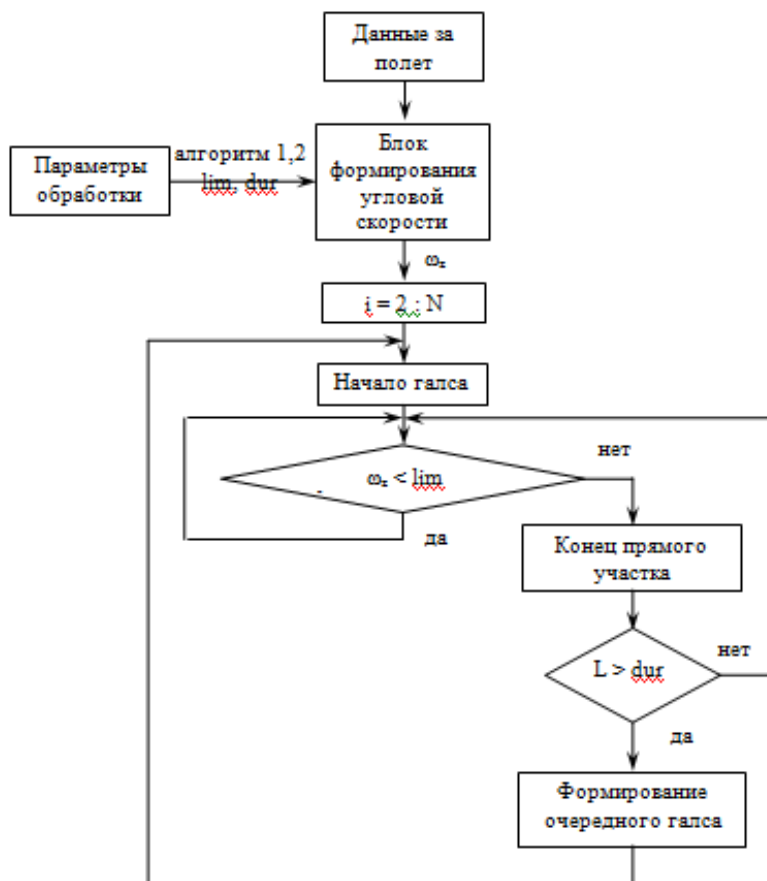 Данные за
полет
Параметры
обработки
алгоритм 1,2
lim, dur
Блок
формирования
угловой
скорости
ωz
i = 2 : N
Начало галса
ωz < lim
нет
да
Конец прямого
участка
L > dur
нет
да
Формирование
очередного галса